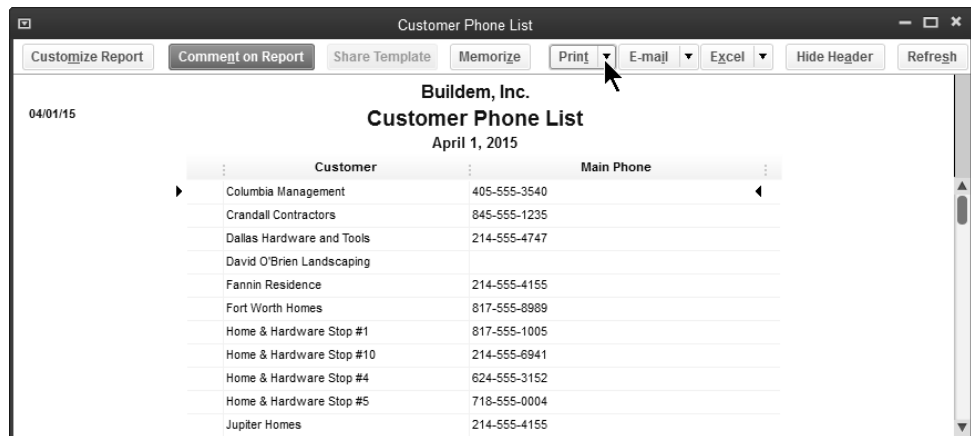 Customer Phone List
Customize Report Comment on Report Share Template Memorize Print E-mail Excel Hide Header Refresh
Buildem, Inc.
04/01/15
Customer Phone List
April 1, 2015
Customer Main Phone
Columbia Management 405-555-3540
Crandall Contractors 845-555-1235
Dallas Hardware and Tools 214-555-4747
David O'Brien Landscaping
Fannin Residence 214-555-4155
Fort Worth Homes 817-555-8989
Home & Hardware Stop #1 817-555-1005
Home & Hardware Stop #10 214-555-6941
Home & Hardware Stop #4 624-555-3152
Home & Hardware Stop #5 718-555-0004
Jupiter Homes 214-555-4155